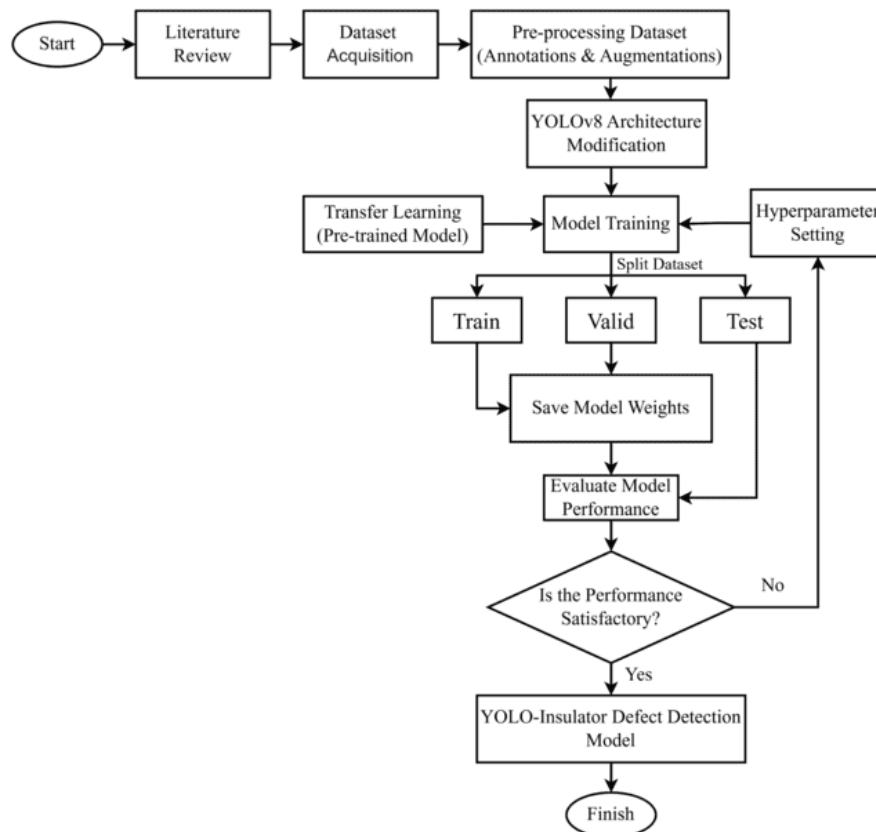 Start
Literature
Review
Dataset
Acquisition
Pre-processing Dataset
(Annotations & Augmentations)
YOLOv8 Architecture
Modification
Transfer Learning
(Pre-trained Model)
Model Training
Hyperparameter
Setting
Split Dataset
Train
Valid
Test
Save Model Weights
Evaluate Model
Performance
Is the Performance
Satisfactory?
No
Yes
YOLO-Insulator Defect Detection
Model
Finish